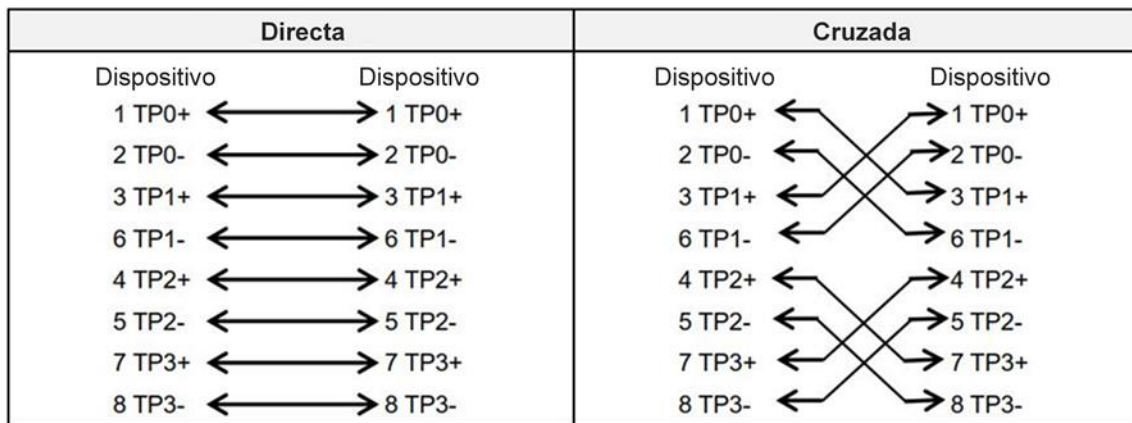 Directa Cruzada
Dispositivo Dispositivo Dispositivo Dispositivo
1 TP0+ 1 TP0+ 1 TP0+ 1 TP0+
2 TP0- 2 TP0- 2 TP0- 2 TP0-
3 TP1+ 3 TP1+ 3 TP1+ 3 TP1+
6 TP1- 6 TP1- 6 TP1- 6 TP1-
4 TP2+ 4 TP2+ 4 TP2+ 4 TP2+
5 TP2- 5 TP2- 5 TP2- 5 TP2-
7 TP3+ 7 TP3+ 7 TP3+ 7 TP3+
8 TP3- 8 TP3- 8 TP3- 8 TP3-